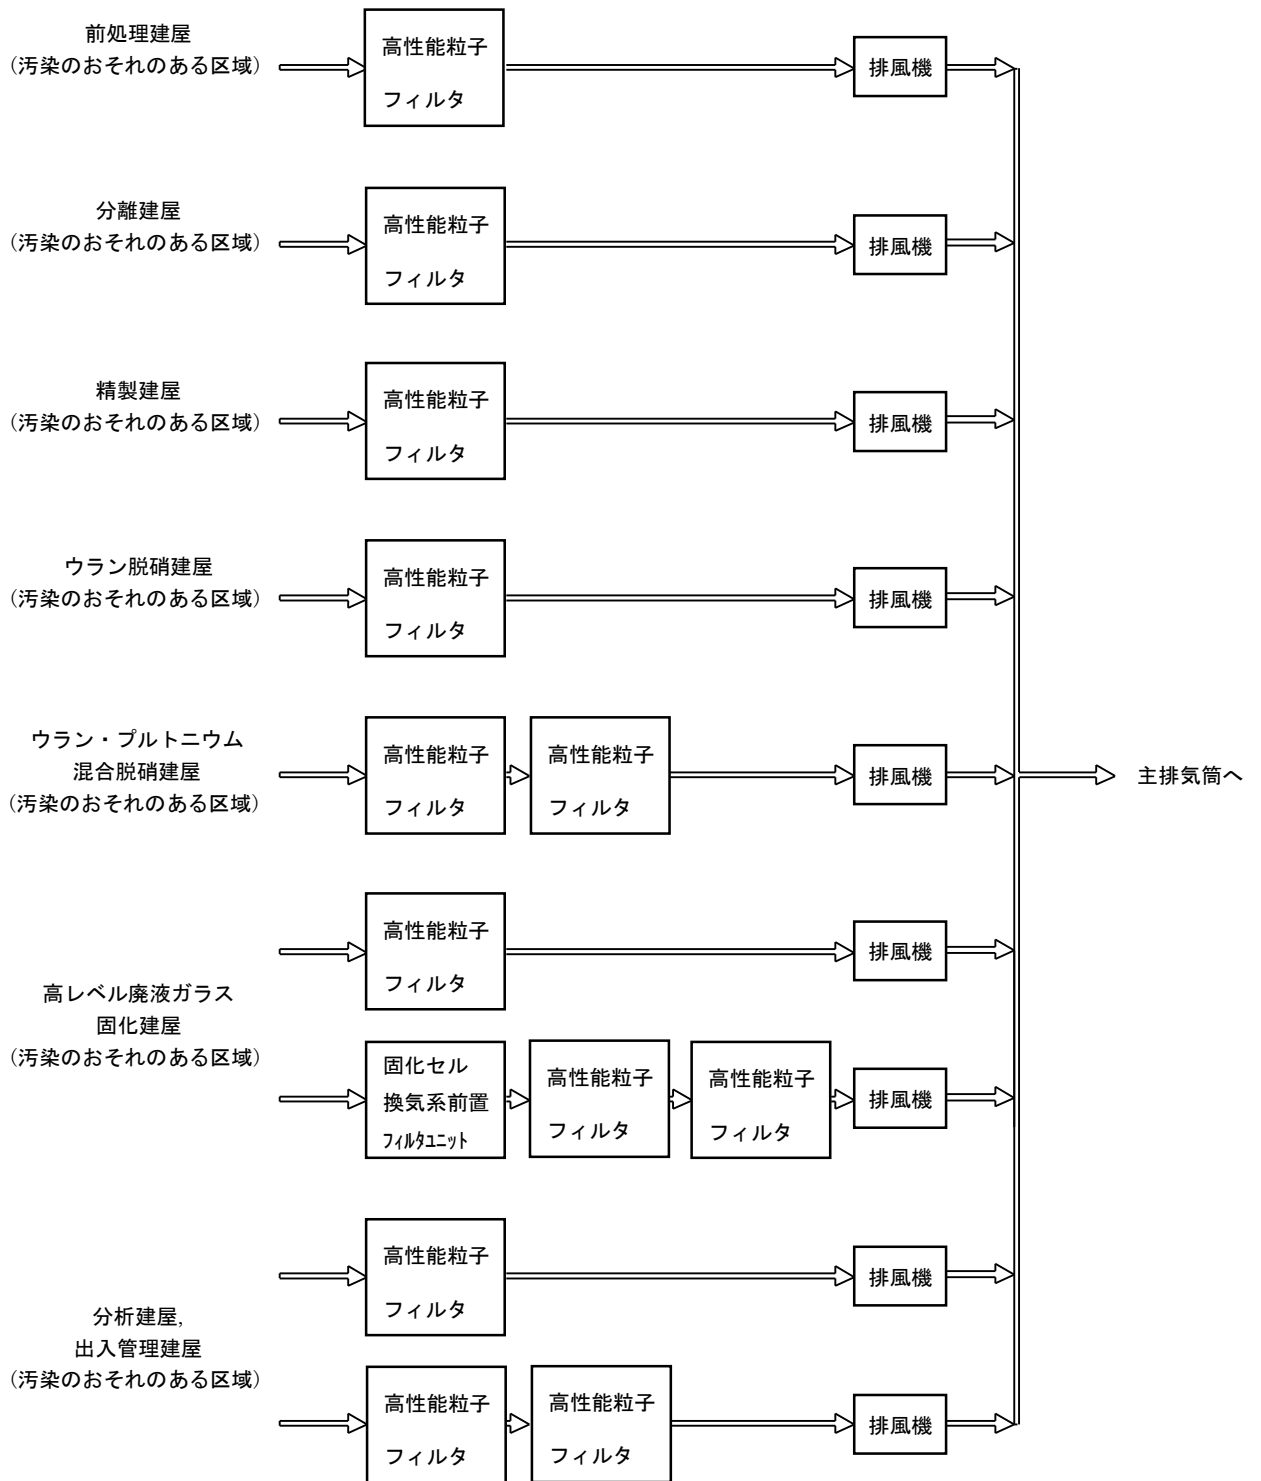 前処理建屋
(汚染のおそれのある区域)
高性能粒子
フィルタ
排風機
分離建屋
(汚染のおそれのある区域)
高性能粒子
フィルタ
排風機
精製建屋
(汚染のおそれのある区域)
高性能粒子
フィルタ
排風機
ウラン脱硝建屋
(汚染のおそれのある区域)
高性能粒子
フィルタ
排風機
ウラン・プルトニウム
混合脱硝建屋
(汚染のおそれのある区域)
高性能粒子
フィルタ
高性能粒子
フィルタ
排風機
主排気筒へ
高レベル廃液ガラス
固化建屋
(汚染のおそれのある区域)
高性能粒子
フィルタ
排風機
固化セル
換気系前置
フィルタユニット
高性能粒子
フィルタ
高性能粒子
フィルタ
排風機
分析建屋,
出入管理建屋
(汚染のおそれのある区域)
高性能粒子
フィルタ
排風機
高性能粒子
フィルタ
高性能粒子
フィルタ
排風機